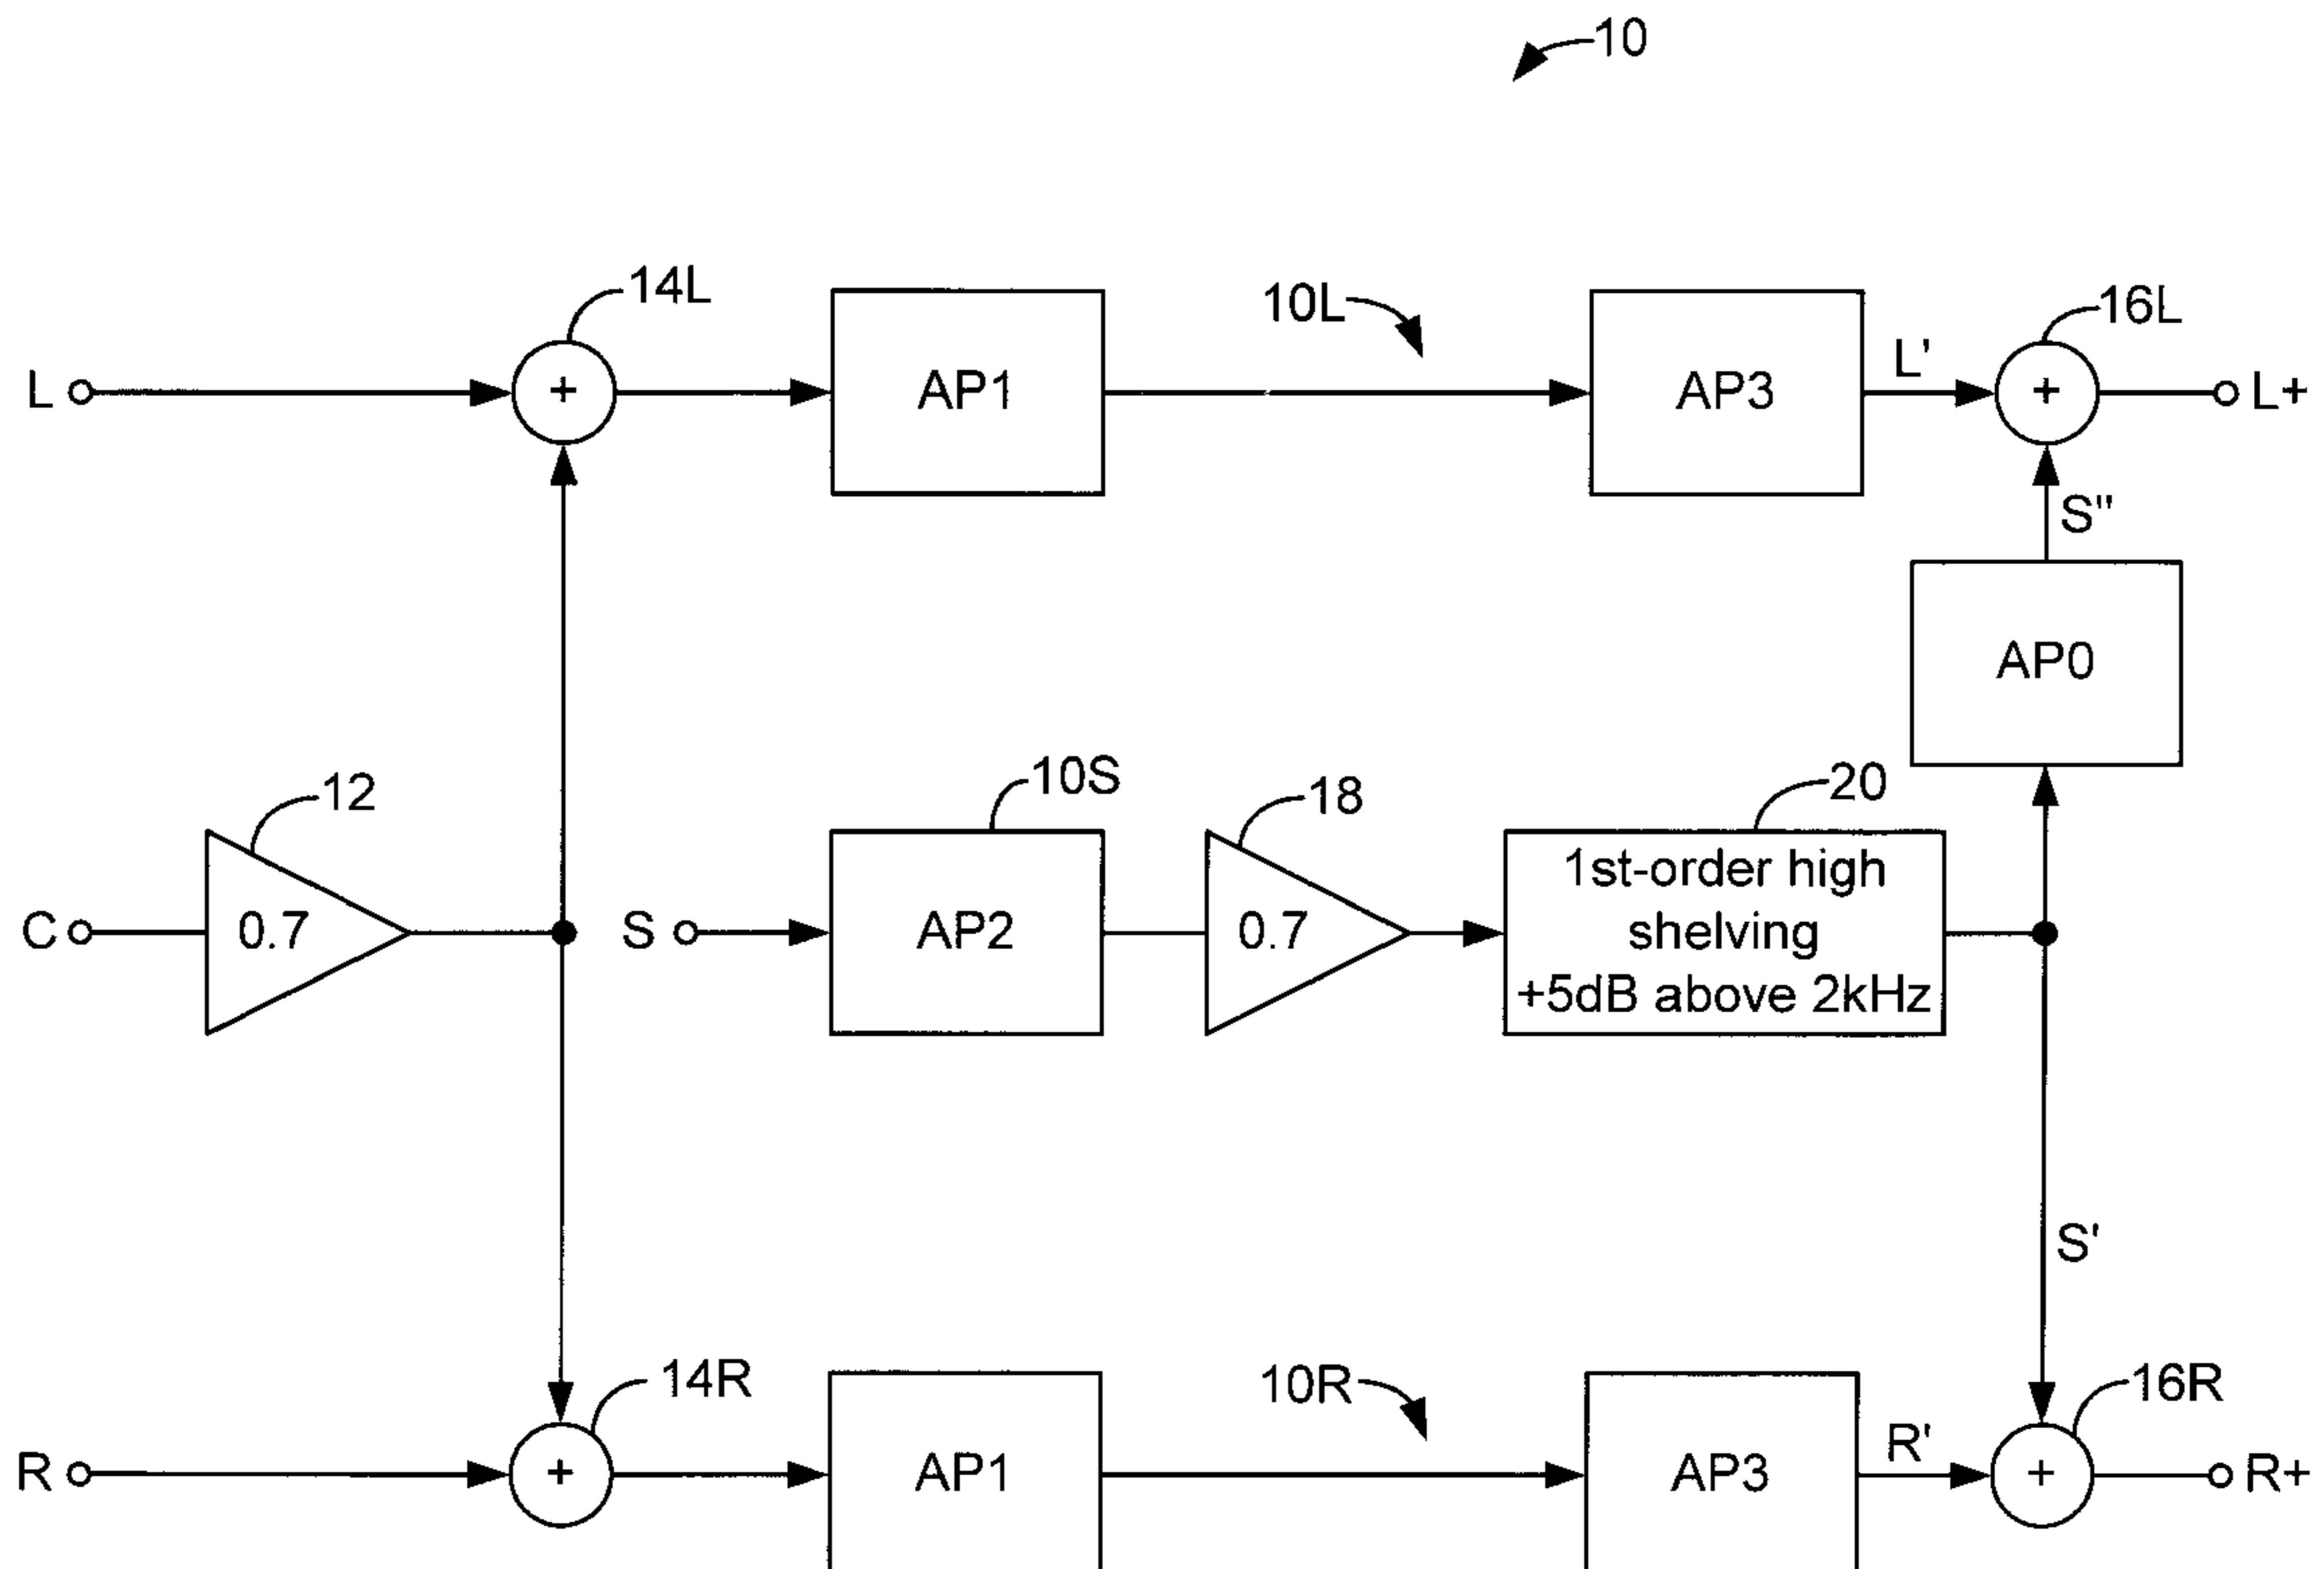 10
14L
10L
16L
L
+
AP1
AP3
L'
+
L+
S"
AP0
12
10S
18
20
C
0.7
S
AP2
0.7
1st-order high
shelving
+5dB above 2kHz
S'
14R
10R
16R
R
+
AP1
AP3
R'
+
R+